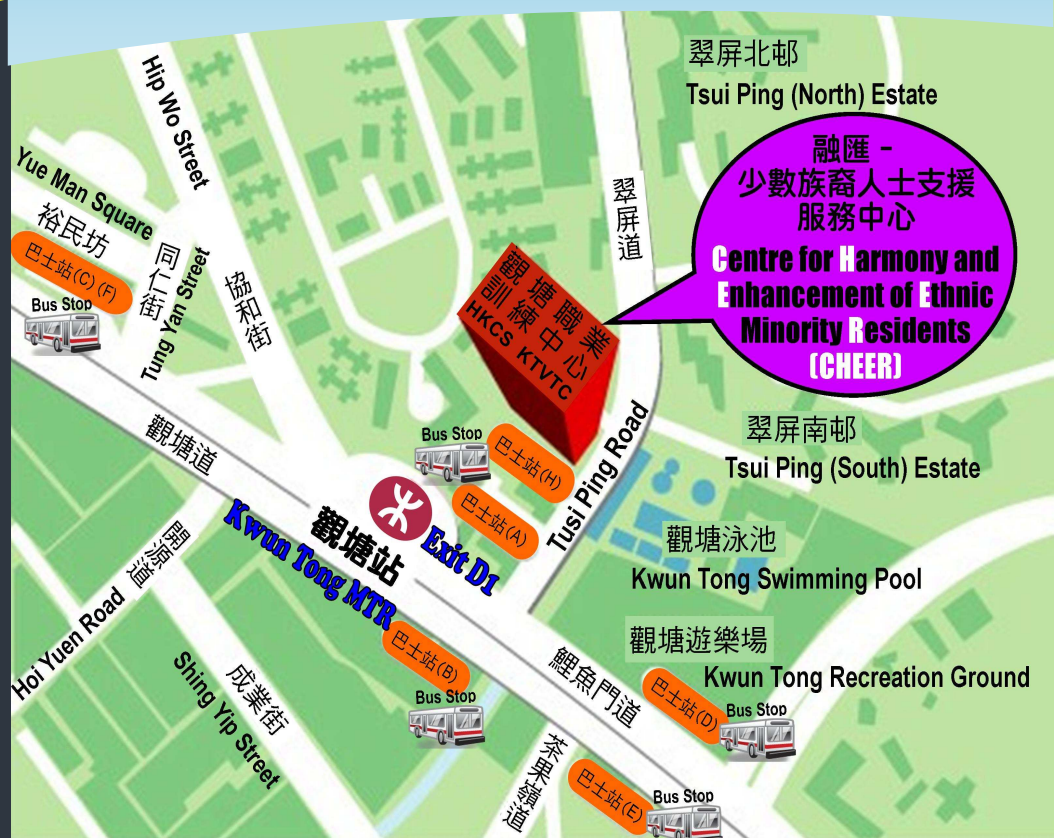 翠屏北邨
Tsui Ping (North) Estate
融匯 -
少數族裔人士支援
服務中心
Centre for Harmony and
Enhancement of Ethnic
Minority Residents
(CHEER)
Hip Wo Street
協和街
Yue Man Square
裕民坊
巴士站(C)(F)
Bus Stop
同仁街
Tung Yan Street
翠屏道
觀塘職業
訓練中心
HKCS KTVTC
Tusi Ping Road
Bus Stop
巴士站(H)
巴士站(A)
翠屏南邨
Tsui Ping (South) Estate
觀塘道
觀塘站
Exit D1
Kwun Tong MTR
觀塘泳池
Kwun Tong Swimming Pool
開源道
Hoi Yuen Road
成業街
Shing Yip Street
巴士站(B)
Bus Stop
觀塘遊樂場
Kwun Tong Recreation Ground
鯉魚門道
巴士站(D)
Bus Stop
茶果嶺道
巴士站(E)
Bus Stop